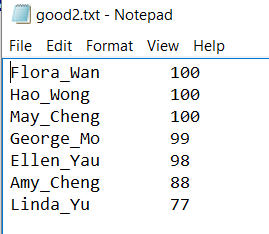 good2.txt - Notepad
File Edit Format View Help
Flora_Wan 100
Hao_Wong 100
May_Cheng 100
George_Mo 99
Ellen_Yau 98
Amy_Cheng 88
Linda_Yu 77